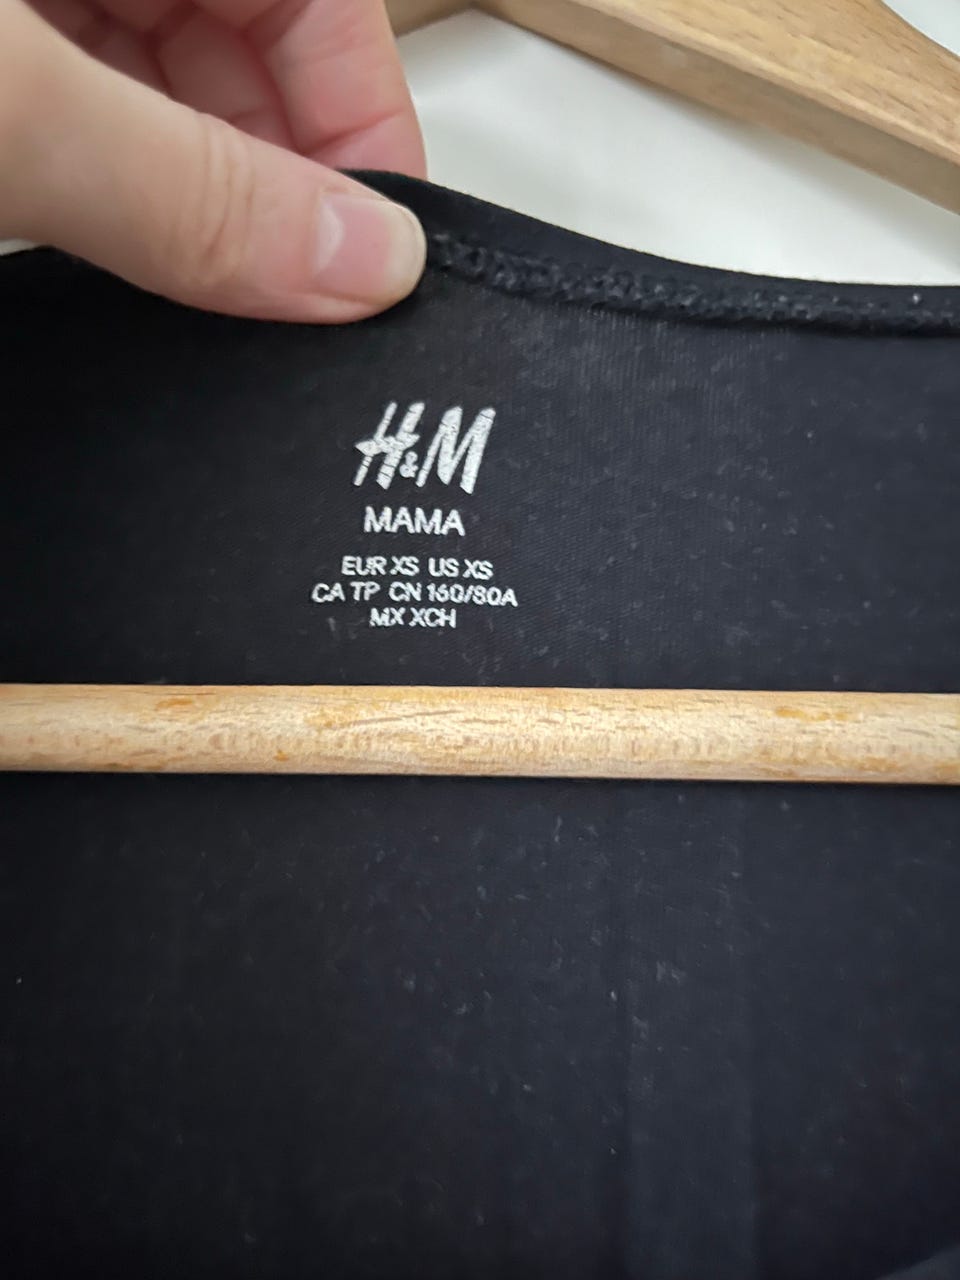 H&M
MAMA
EUR XS US XS
CA TP CN 160/80A
MX XCH